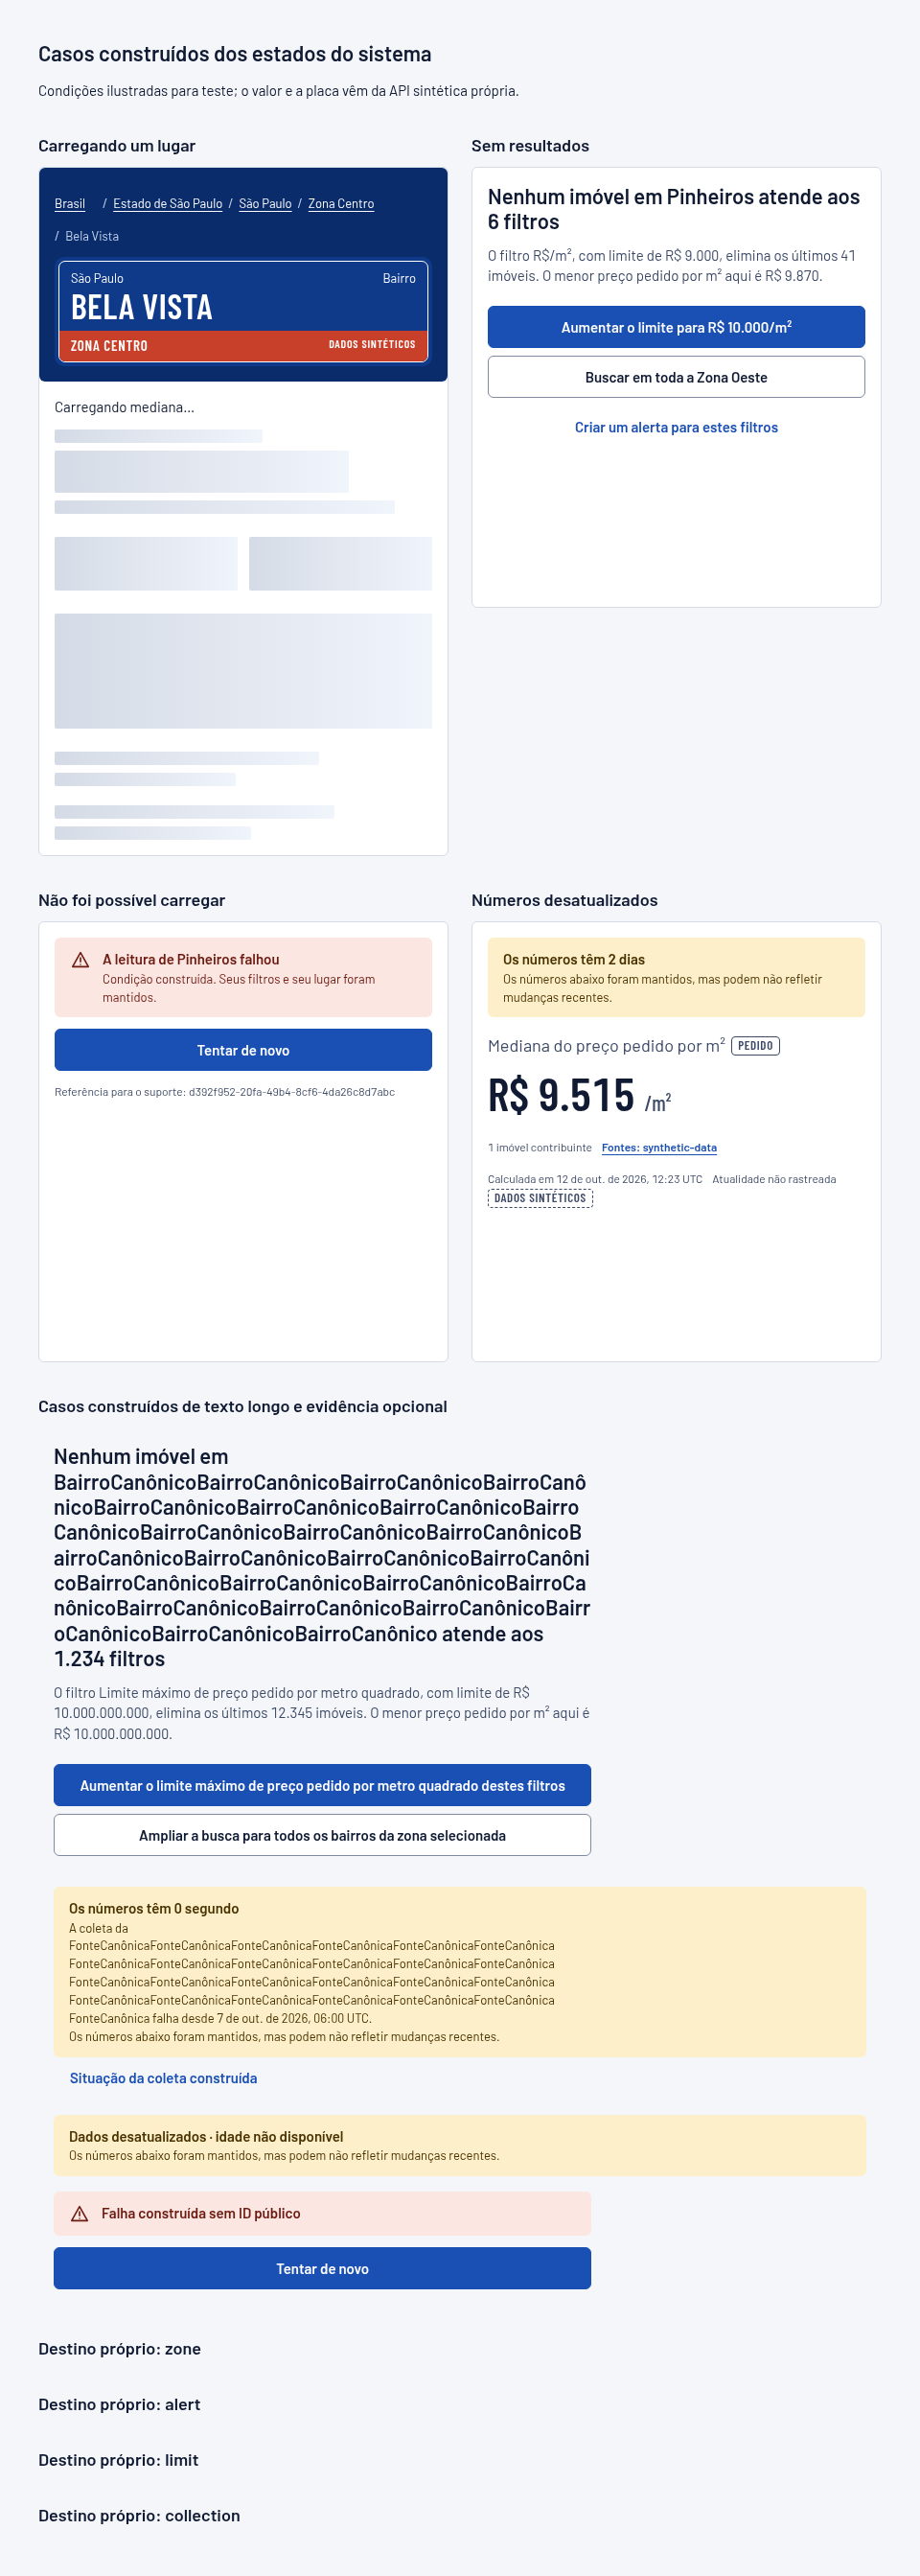 Casos construídos dos estados do sistema
Condições ilustradas para teste; o valor e a placa vêm da API sintética própria.
Carregando um lugar
Brasil / Estado de São Paulo / São Paulo / Zona Centro
/ Bela Vista
São Paulo Bairro
BELA VISTA
ZONA CENTRO DADOS SINTÉTICOS
Carregando mediana...
Sem resultados
Nenhum imóvel em Pinheiros atende aos
6 filtros
O filtro R$/m², com limite de R$ 9.000, elimina os últimos 41
imóveis. O menor preço pedido por m² aqui é R$ 9.870.
Aumentar o limite para R$ 10.000/m²
Buscar em toda a Zona Oeste
Criar um alerta para estes filtros
Não foi possível carregar
A leitura de Pinheiros falhou
Condição construída. Seus filtros e seu lugar foram
mantidos.
Tentar de novo
Referência para o suporte: d392f952-20fa-49b4-8cf6-4da26c8d7abc
Números desatualizados
Os números têm 2 dias
Os números abaixo foram mantidos, mas podem não refletir
mudanças recentes.
Mediana do preço pedido por m² PEDIDO
R$ 9.515 /m²
1 imóvel contribuinte Fontes: synthetic-data
Calculada em 12 de out. de 2026, 12:23 UTC Atualidade não rastreada
DADOS SINTÉTICOS
Casos construídos de texto longo e evidência opcional
Nenhum imóvel em
BairroCanônicoBairroCanônicoBairroCanônicoBairroCanô
nicoBairroCanônicoBairroCanônicoBairroCanônicoBairro
CanônicoBairroCanônicoBairroCanônicoBairroCanônicoB
airroCanônicoBairroCanônicoBairroCanônicoBairroCanôni
coBairroCanônicoBairroCanônicoBairroCanônicoBairroCa
nônicoBairroCanônicoBairroCanônicoBairroCanônicoBairr
oCanônicoBairroCanônicoBairroCanônico atende aos
1.234 filtros
O filtro Limite máximo de preço pedido por metro quadrado, com limite de R$
10.000.000.000, elimina os últimos 12.345 imóveis. O menor preço pedido por m² aqui é
R$ 10.000.000.000.
Aumentar o limite máximo de preço pedido por metro quadrado destes filtros
Ampliar a busca para todos os bairros da zona selecionada
Os números têm 0 segundo
A coleta da
FonteCanônicaFonteCanônicaFonteCanônicaFonteCanônicaFonteCanônicaFonteCanônica
FonteCanônicaFonteCanônicaFonteCanônicaFonteCanônicaFonteCanônicaFonteCanônica
FonteCanônicaFonteCanônicaFonteCanônicaFonteCanônicaFonteCanônicaFonteCanônica
FonteCanônicaFonteCanônicaFonteCanônicaFonteCanônicaFonteCanônicaFonteCanônica
FonteCanônica falha desde 7 de out. de 2026, 06:00 UTC.
Os números abaixo foram mantidos, mas podem não refletir mudanças recentes.
Situação da coleta construída
Dados desatualizados · idade não disponível
Os números abaixo foram mantidos, mas podem não refletir mudanças recentes.
Falha construída sem ID público
Tentar de novo
Destino próprio: zone
Destino próprio: alert
Destino próprio: limit
Destino próprio: collection